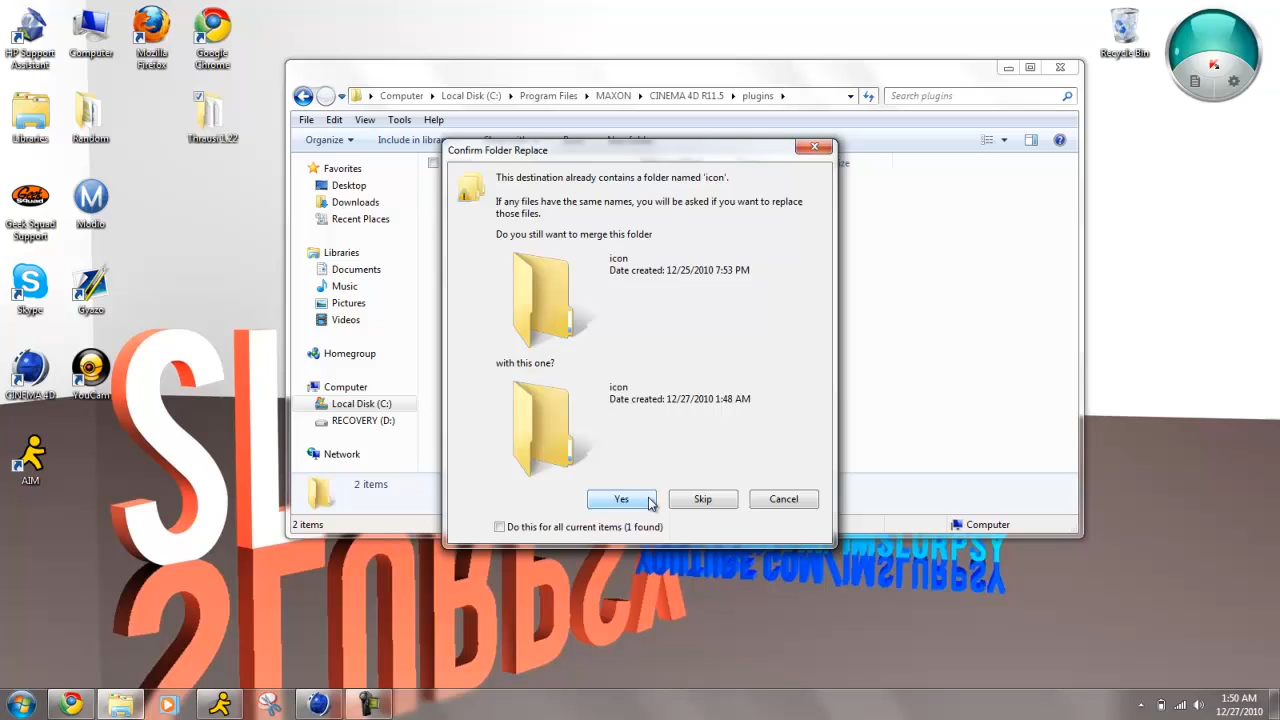 HP Support
Assistant
Computer
Mozilla
Firefox
Google
Chrome
Recycle Bin
Libraries
Random
Thrausi 1.22
Geek Squad
Support
Modio
Skype
Gyazo
CINEMA 4D
YouCam
AIM
Computer
Local Disk (C:)
Program Files
MAXON
CINEMA 4D R11.5
plugins
Search plugins
File
Edit
View
Tools
Help
Organize
Include in librar
Favorites
Desktop
Downloads
Recent Places
Libraries
Documents
Music
Pictures
Videos
Homegroup
Computer
Local Disk (C:)
RECOVERY (D:)
Network
2 items
2 items
Computer
Confirm Folder Replace
This destination already contains a folder named 'icon'.
If any files have the same names, you will be asked if you want to replace
those files.
Do you still want to merge this folder
icon
Date created: 12/25/2010 7:53 PM
with this one?
icon
Date created: 12/27/2010 1:48 AM
Yes
Skip
Cancel
Do this for all current items (1 found)
YOUTUBE.COM/IMSLURPSY
1:50 AM
12/27/2010